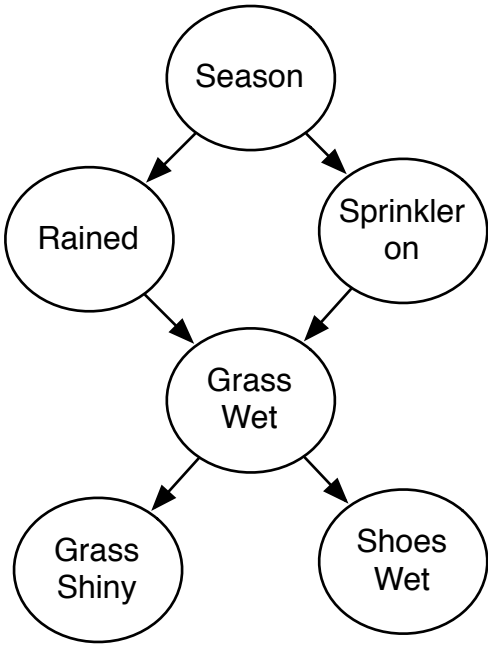 Season
Rained
Sprinkler
on
Grass
Wet
Grass
Shiny
Shoes
Wet